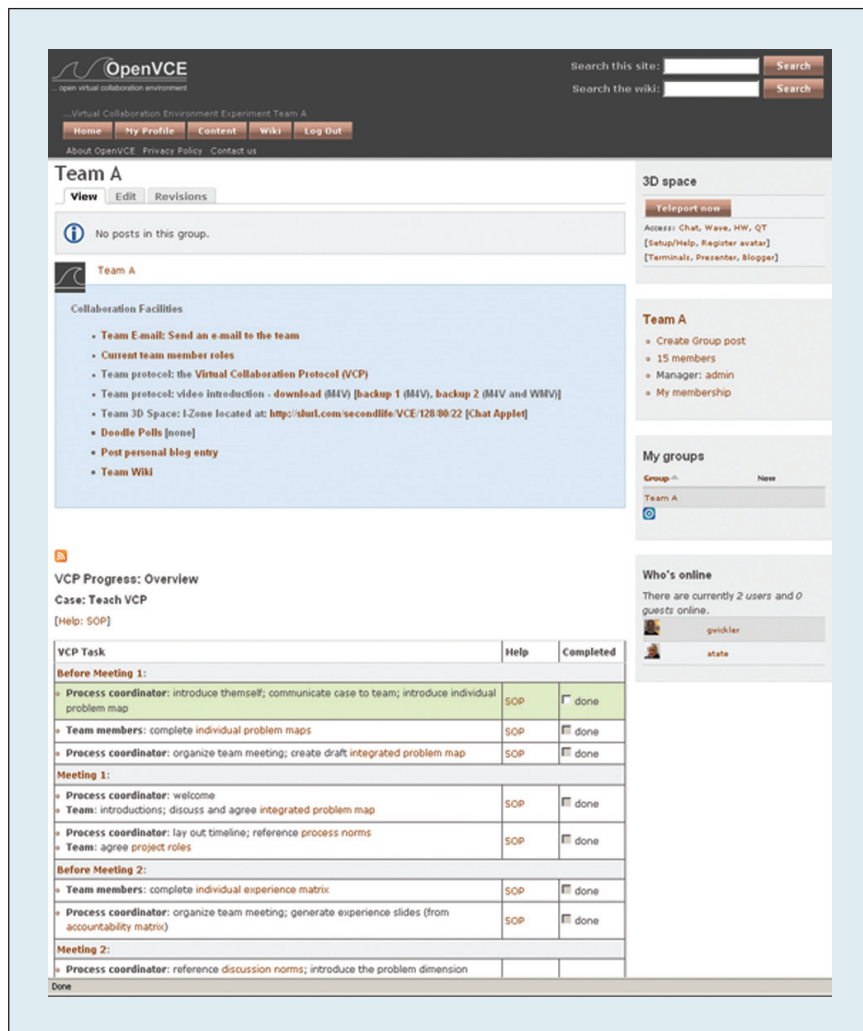 OpenVCE
... open virtual collaboration environment
Search this site: Search
Search the wiki: Search
...Virtual Collaboration Environment Experiment Team A
Home My Profile Content Wiki Log Out
About OpenVCE Privacy Policy Contact us
Team A
View Edit Revisions
No posts in this group.
Team A
Collaboration Facilities
Team E-mail: Send an e-mail to the team
Current team member roles
Team protocol: the Virtual Collaboration Protocol (VCP)
Team protocol: video introduction - download (M4V) [backup 1 (M4V), backup 2 (M4V and WMV)]
Team 3D Space: I-Zone located at: http://slurl.com/secondlife/VCE/128/80/22 [Chat Applet]
Doodle Polls [none]
Post personal blog entry
Team Wiki
VCP Progress: Overview
Case: Teach VCP
[Help: SOP]
VCP Task Help Completed
Before Meeting 1:
Process coordinator: introduce themself; communicate case to team; introduce individual
problem map
SOP done
Team members: complete individual problem maps SOP done
Process coordinator: organize team meeting; create draft integrated problem map SOP done
Meeting 1:
Process coordinator: welcome
Team: introductions; discuss and agree integrated problem map
SOP done
Process coordinator: lay out timeline; reference process norms
Team: agree project roles
SOP done
Before Meeting 2:
Team members: complete individual experience matrix SOP done
Process coordinator: organize team meeting; generate experience slides (from
accountability matrix)
SOP done
Meeting 2:
Process coordinator: reference discussion norms; introduce the problem dimension
Done
3D space
Teleport now
Access: Chat, Wave, HW, QT
[Setup/Help, Register avatar]
[Terminals, Presenter, Blogger]
Team A
Create Group post
15 members
Manager: admin
My membership
My groups
Group New
Team A
Who's online
There are currently 2 users and 0
guests online.
gwickler
atate